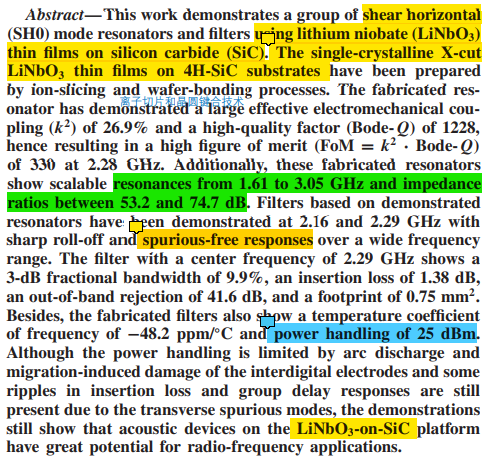 Abstract—This work demonstrates a group of shear horizontal
(SH0) mode resonators and filters using lithium niobate (LiNbO₃)
thin films on silicon carbide (SiC). The single-crystalline X-cut
LiNbO₃ thin films on 4H-SiC substrates have been prepared
by ion-slicing and wafer-bonding processes. The fabricated res-
离子切片和晶圆键合技术
onator has demonstrated a large effective electromechanical cou-
pling (k²) of 26.9% and a high-quality factor (Bode-Q) of 1228,
hence resulting in a high figure of merit (FoM = k² · Bode-Q)
of 330 at 2.28 GHz. Additionally, these fabricated resonators
show scalable resonances from 1.61 to 3.05 GHz and impedance
ratios between 53.2 and 74.7 dB. Filters based on demonstrated
resonators have been demonstrated at 2.16 and 2.29 GHz with
sharp roll-off and spurious-free responses over a wide frequency
range. The filter with a center frequency of 2.29 GHz shows a
3-dB fractional bandwidth of 9.9%, an insertion loss of 1.38 dB,
an out-of-band rejection of 41.6 dB, and a footprint of 0.75 mm².
Besides, the fabricated filters also show a temperature coefficient
of frequency of −48.2 ppm/°C and power handling of 25 dBm.
Although the power handling is limited by arc discharge and
migration-induced damage of the interdigital electrodes and some
ripples in insertion loss and group delay responses are still
present due to the transverse spurious modes, the demonstrations
still show that acoustic devices on the LiNbO₃-on-SiC platform
have great potential for radio-frequency applications.